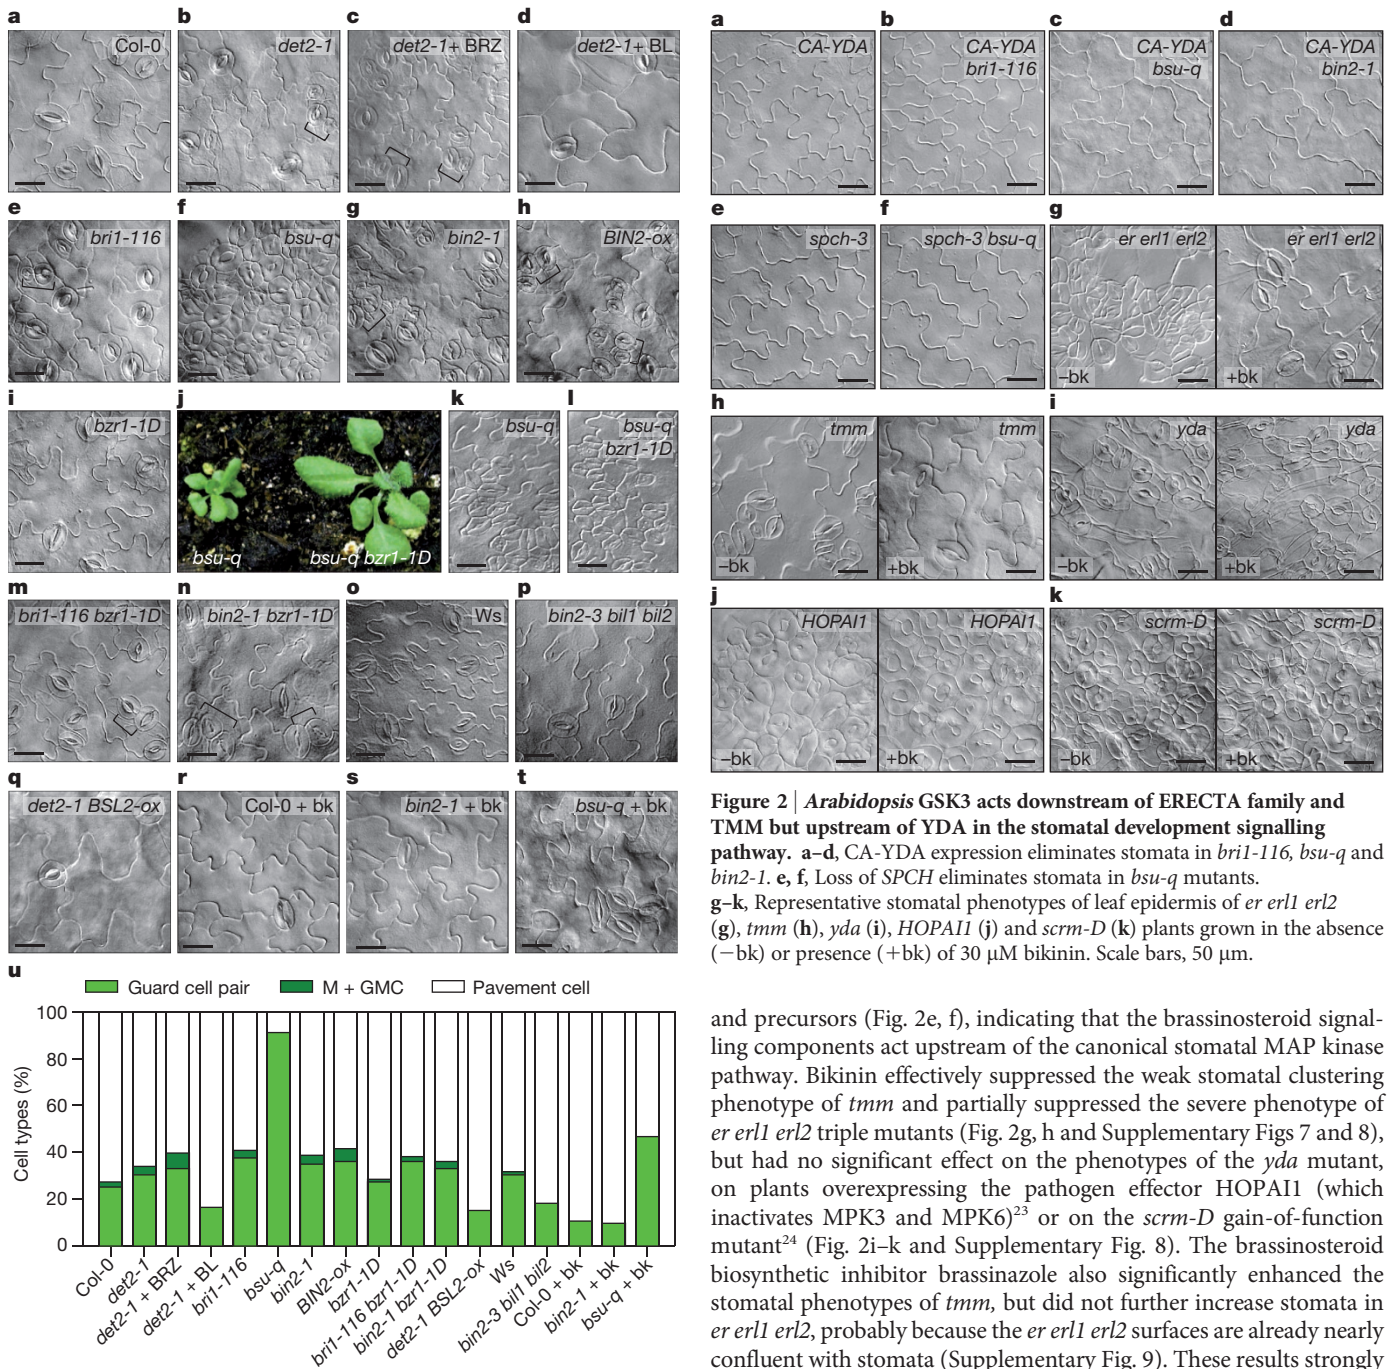 a b c d
Col-0 det2-1 det2-1+ BRZ det2-1+ BL
e f g h
bri1-116 bsu-q bin2-1 BIN2-ox
i j k l
bzr1-1D bsu-q bsu-q bzr1-1D bsu-q bsu-q
bzr1-1D
m n o p
bri1-116 bzr1-1D bin2-1 bzr1-1D Ws bin2-3 bil1 bil2
q r s t
det2-1 BSL2-ox Col-0 + bk bin2-1 + bk bsu-q + bk
u
Guard cell pair M + GMC Pavement cell
Cell types (%)
100
80
60
40
20
0
Col-0
det2-1
det2-1 + BRZ
det2-1 + BL
bri1-116
bsu-q
bin2-1
BIN2-ox
bzr1-1D
bri1-116 bzr1-1D
bin2-1 bzr1-1D
det2-1 BSL2-ox
Ws
bin2-3 bil1 bil2
Col-0 + bk
bin2-1 + bk
bsu-q + bk
a b c d
CA-YDA CA-YDA CA-YDA CA-YDA
bri1-116 bsu-q bin2-1
e f g
spch-3 spch-3 bsu-q er erl1 erl2 er erl1 erl2
–bk +bk
h i
tmm tmm yda yda
–bk +bk –bk +bk
j k
HOPAI1 HOPAI1 scrm-D scrm-D
–bk +bk –bk +bk
Figure 2 | Arabidopsis GSK3 acts downstream of ERECTA family and
TMM but upstream of YDA in the stomatal development signalling
pathway. a–d, CA-YDA expression eliminates stomata in bri1-116, bsu-q and
bin2-1. e, f, Loss of SPCH eliminates stomata in bsu-q mutants.
g–k, Representative stomatal phenotypes of leaf epidermis of er erl1 erl2
(g), tmm (h), yda (i), HOPAI1 (j) and scrm-D (k) plants grown in the absence
(−bk) or presence (+bk) of 30 μM bikinin. Scale bars, 50 μm.
and precursors (Fig. 2e, f), indicating that the brassinosteroid signal-
ling components act upstream of the canonical stomatal MAP kinase
pathway. Bikinin effectively suppressed the weak stomatal clustering
phenotype of tmm and partially suppressed the severe phenotype of
er erl1 erl2 triple mutants (Fig. 2g, h and Supplementary Figs 7 and 8),
but had no significant effect on the phenotypes of the yda mutant,
on plants overexpressing the pathogen effector HOPAI1 (which
inactivates MPK3 and MPK6)23 or on the scrm-D gain-of-function
mutant24 (Fig. 2i–k and Supplementary Fig. 8). The brassinosteroid
biosynthetic inhibitor brassinazole also significantly enhanced the
stomatal phenotypes of tmm, but did not further increase stomata in
er erl1 erl2, probably because the er erl1 erl2 surfaces are already nearly
confluent with stomata (Supplementary Fig. 9). These results strongly